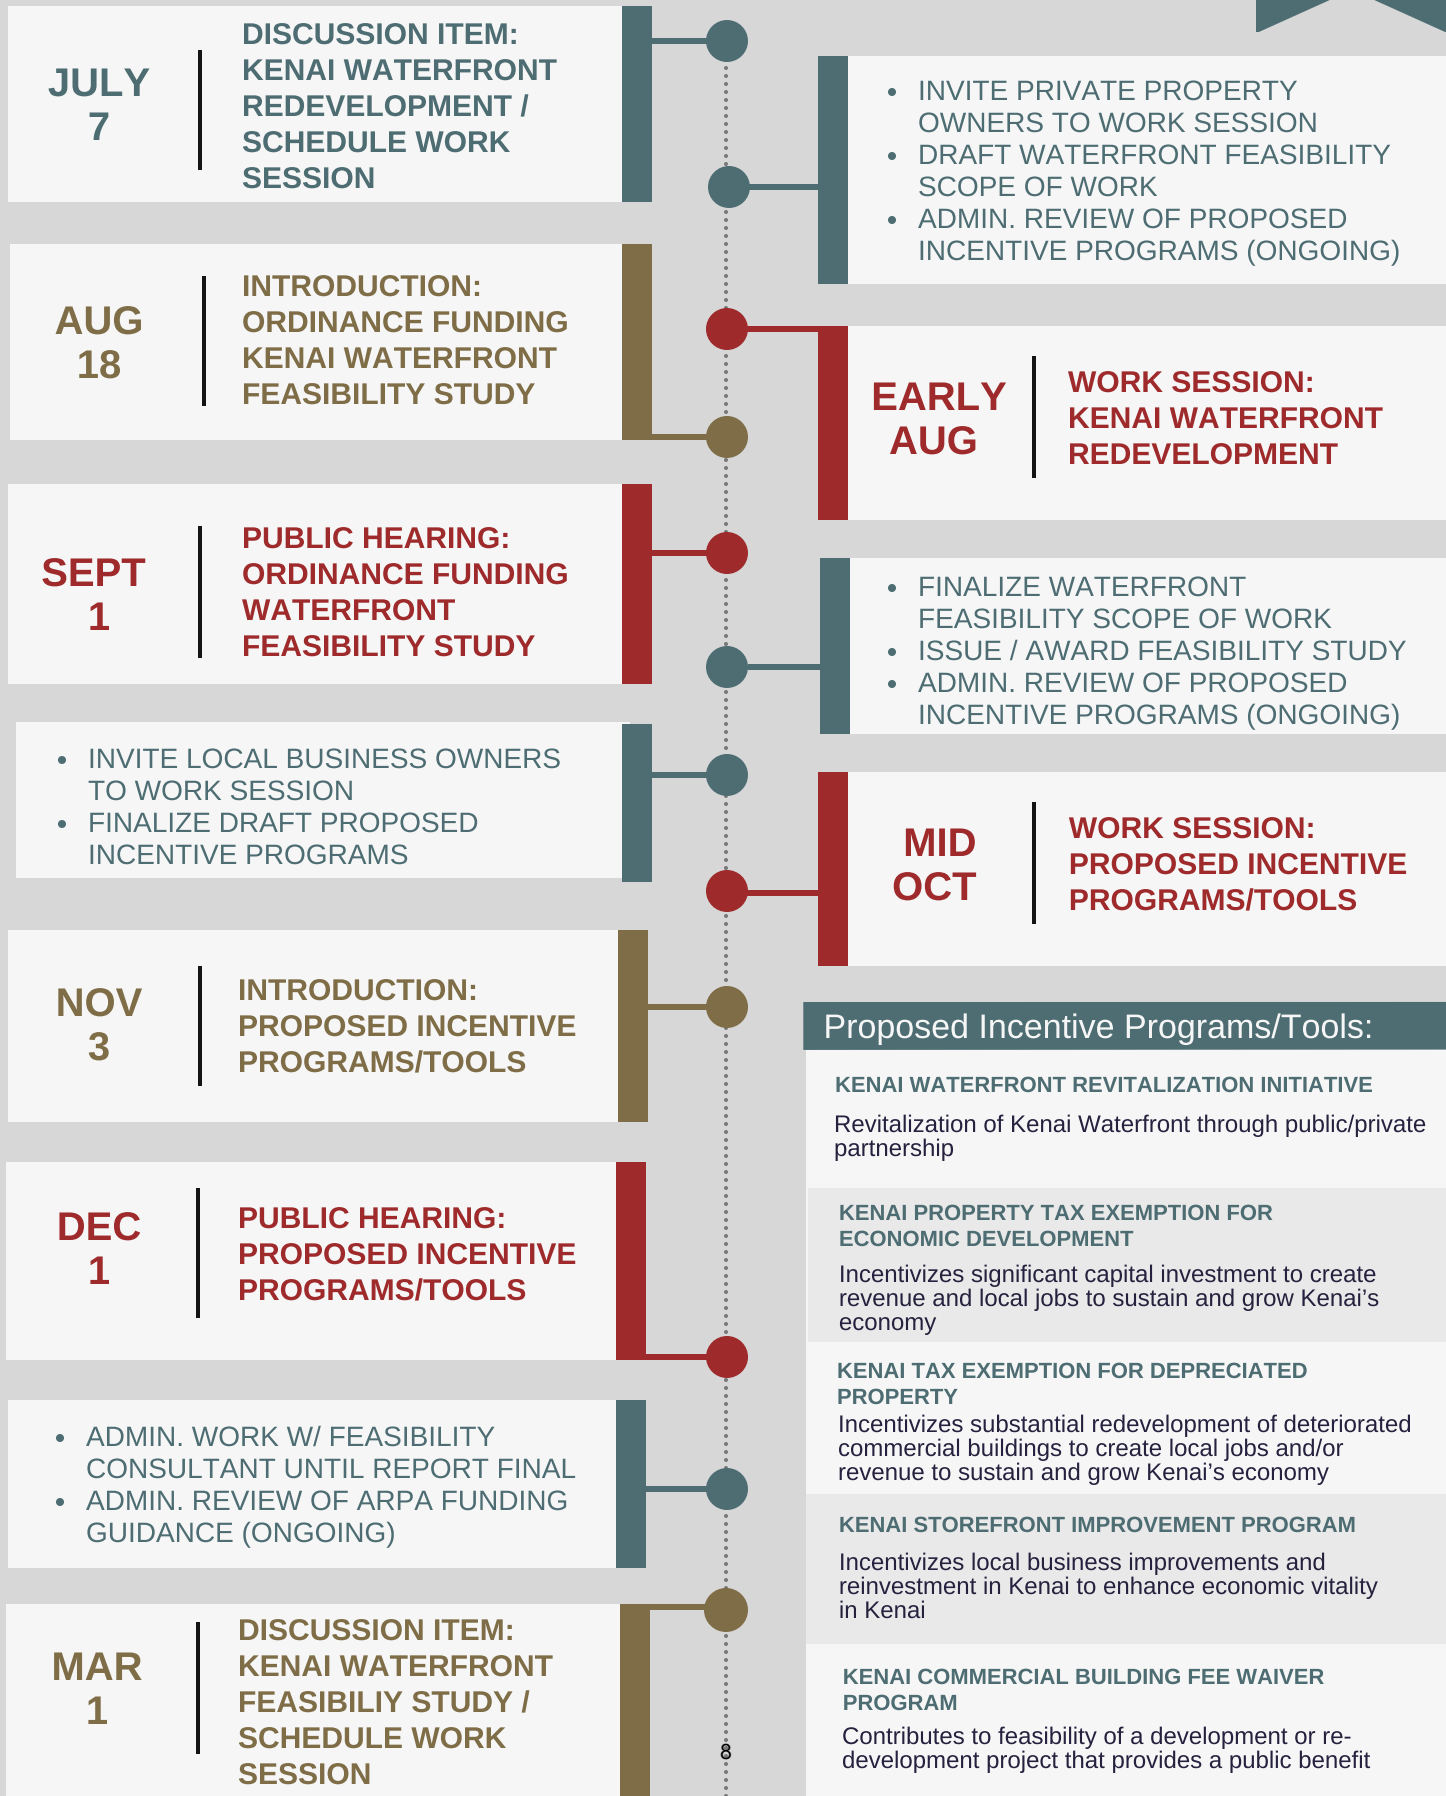 JULY
7
DISCUSSION ITEM:
KENAI WATERFRONT
REDEVELOPMENT /
SCHEDULE WORK
SESSION
• INVITE PRIVATE PROPERTY
OWNERS TO WORK SESSION
• DRAFT WATERFRONT FEASIBILITY
SCOPE OF WORK
• ADMIN. REVIEW OF PROPOSED
INCENTIVE PROGRAMS (ONGOING)
EARLY
AUG
WORK SESSION:
KENAI WATERFRONT
REDEVELOPMENT
AUG
18
INTRODUCTION:
ORDINANCE FUNDING
KENAI WATERFRONT
FEASIBILITY STUDY
SEPT
1
PUBLIC HEARING:
ORDINANCE FUNDING
WATERFRONT
FEASIBILITY STUDY
• FINALIZE WATERFRONT
FEASIBILITY SCOPE OF WORK
• ISSUE / AWARD FEASIBILITY STUDY
• ADMIN. REVIEW OF PROPOSED
INCENTIVE PROGRAMS (ONGOING)
• INVITE LOCAL BUSINESS OWNERS
TO WORK SESSION
• FINALIZE DRAFT PROPOSED
INCENTIVE PROGRAMS
MID
OCT
WORK SESSION:
PROPOSED INCENTIVE
PROGRAMS/TOOLS
NOV
3
INTRODUCTION:
PROPOSED INCENTIVE
PROGRAMS/TOOLS
DEC
1
PUBLIC HEARING:
PROPOSED INCENTIVE
PROGRAMS/TOOLS
• ADMIN. WORK W/ FEASIBILITY
CONSULTANT UNTIL REPORT FINAL
• ADMIN. REVIEW OF ARPA FUNDING
GUIDANCE (ONGOING)
MAR
1
DISCUSSION ITEM:
KENAI WATERFRONT
FEASIBILIY STUDY /
SCHEDULE WORK
SESSION
Proposed Incentive Programs/Tools:
KENAI WATERFRONT REVITALIZATION INITIATIVE
Revitalization of Kenai Waterfront through public/private
partnership
KENAI PROPERTY TAX EXEMPTION FOR
ECONOMIC DEVELOPMENT
Incentivizes significant capital investment to create
revenue and local jobs to sustain and grow Kenai’s
economy
KENAI TAX EXEMPTION FOR DEPRECIATED
PROPERTY
Incentivizes substantial redevelopment of deteriorated
commercial buildings to create local jobs and/or
revenue to sustain and grow Kenai’s economy
KENAI STOREFRONT IMPROVEMENT PROGRAM
Incentivizes local business improvements and
reinvestment in Kenai to enhance economic vitality
in Kenai
KENAI COMMERCIAL BUILDING FEE WAIVER
PROGRAM
Contributes to feasibility of a development or re-
development project that provides a public benefit
8